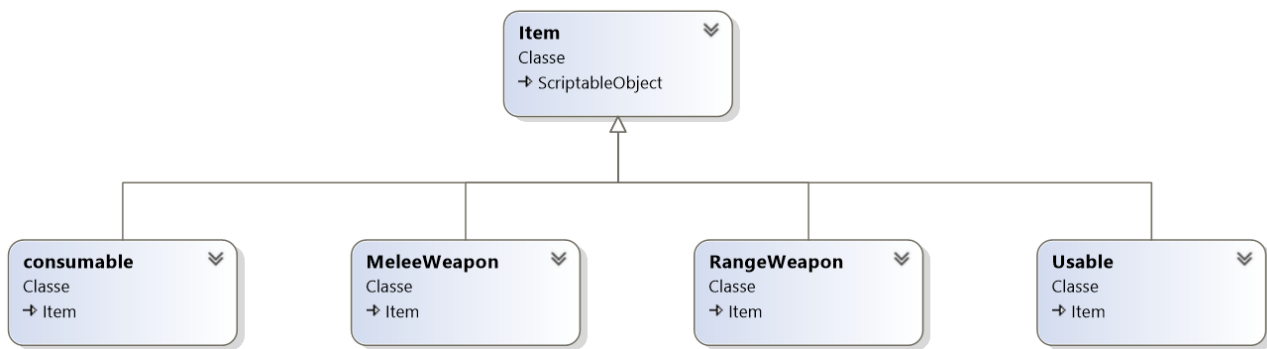 Item
Classe
ScriptableObject
consumable
Classe
Item
MeleeWeapon
Classe
Item
RangeWeapon
Classe
Item
Usable
Classe
Item